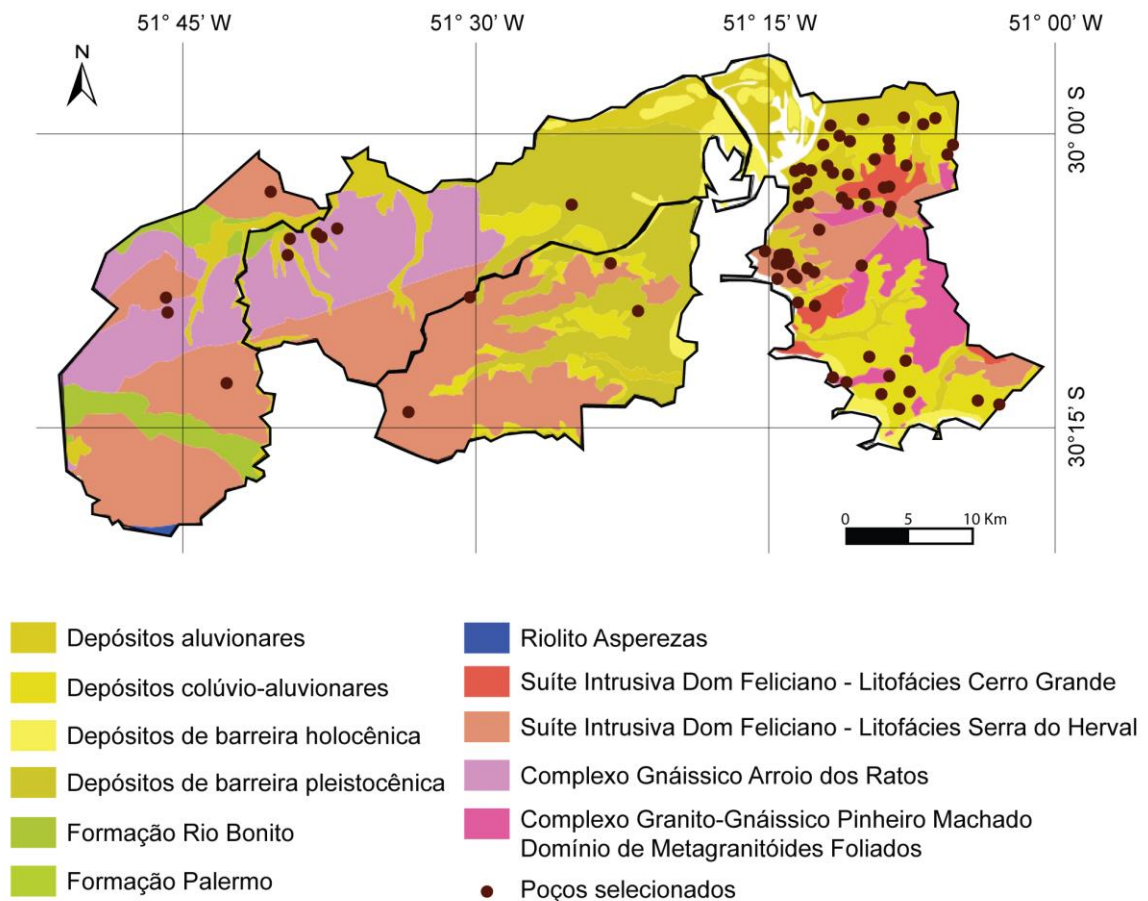 51° 45' W
51° 30' W
51° 15' W
51° 00' W
N
30° 00' S
30°15' S
0 5 10 Km
Depósitos aluvionares
Depósitos colúvio-aluvionares
Depósitos de barreira holocênica
Depósitos de barreira pleistocênica
Formação Rio Bonito
Formação Palermo
Riolito Asperezas
Suíte Intrusiva Dom Feliciano - Litofácies Cerro Grande
Suíte Intrusiva Dom Feliciano - Litofácies Serra do Herval
Complexo Gnáissico Arroio dos Ratos
Complexo Granito-Gnáissico Pinheiro Machado
Domínio de Metagranitóides Foliados
Poços selecionados